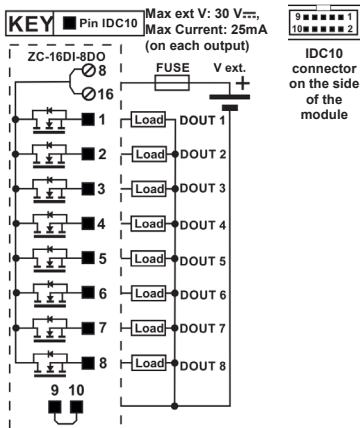 KEY
Pin IDC10
Max ext V: 30 V⎓,
Max Current: 25mA
(on each output)
ZC-16DI-8DO
8
16
FUSE
V ext.
+
1
Load
DOUT 1
2
Load
DOUT 2
3
Load
DOUT 3
4
Load
DOUT 4
5
Load
DOUT 5
6
Load
DOUT 6
7
Load
DOUT 7
8
Load
DOUT 8
9 10
9 1
10 2
IDC10
connector
on the side
of the
module